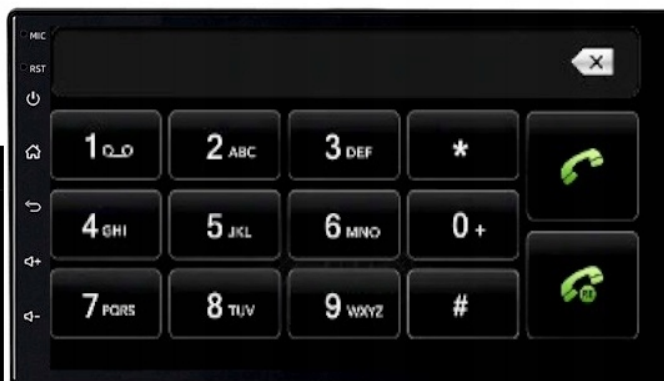 MIC
RST
1 2 ABC 3 DEF *
4 GHI 5 JKL 6 MNO 0 +
7 PQRS 8 TUV 9 WXYZ #
RE